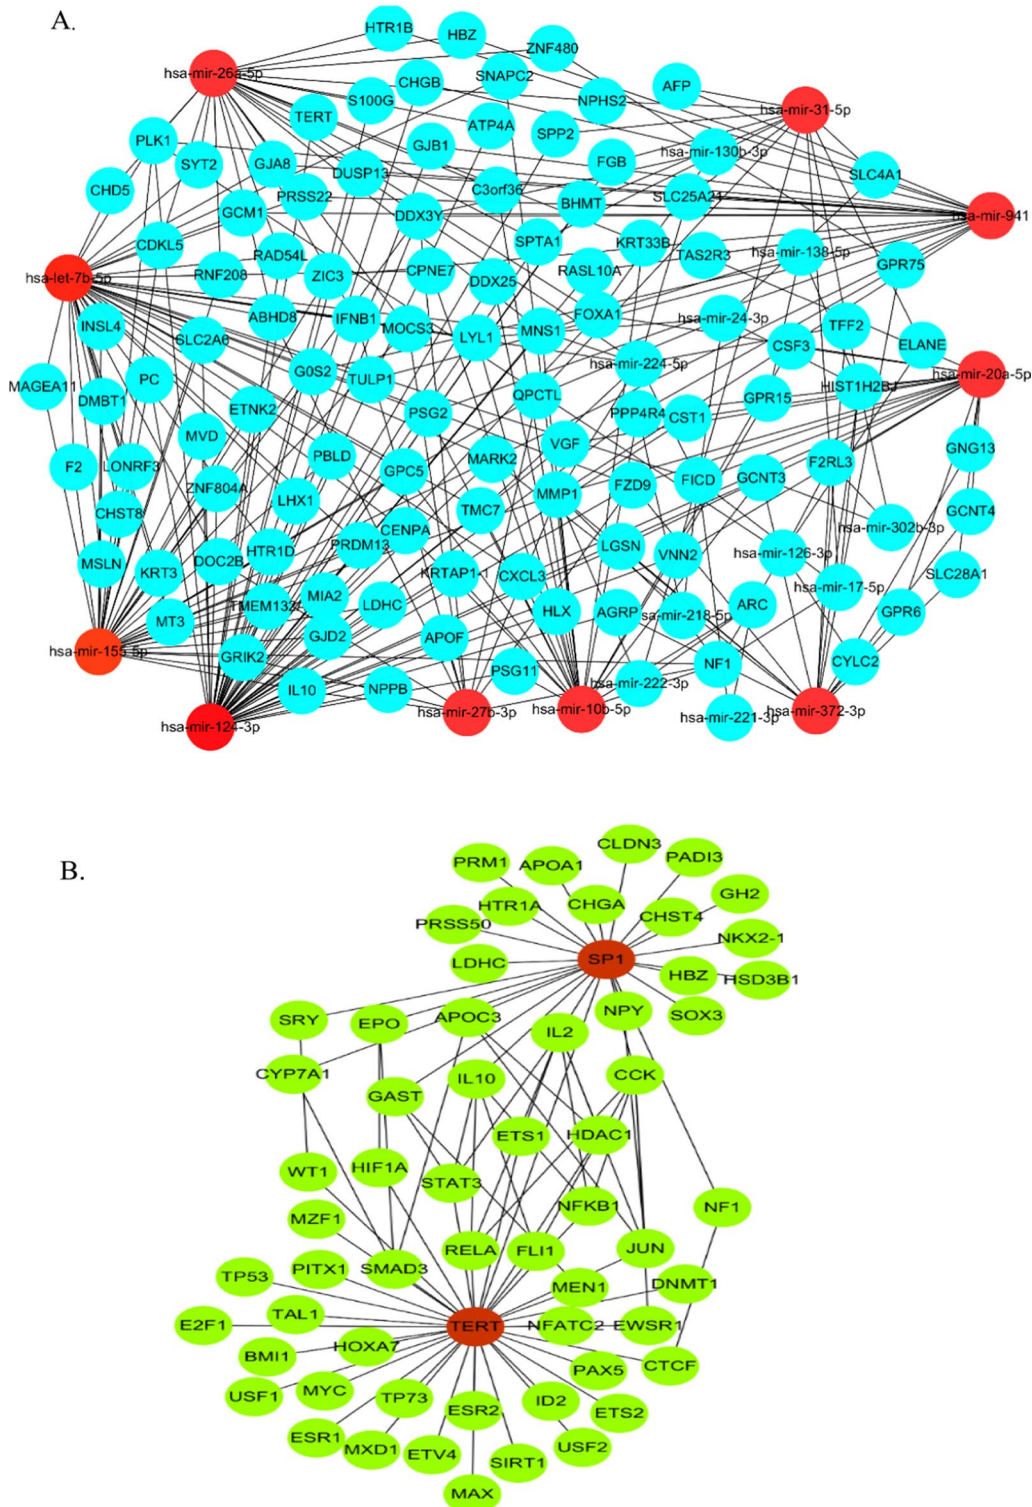 A.
HTR1B
HBZ
ZNF480
hsa-mir-26a-5p
CHGB
SNAPC2
AFP
S100G
NPHS2
hsa-mir-31-5p
TERT
ATP4A
SPP2
PLK1
GJB1
hsa-mir-130b-3p
SYT2
GJA8
DUSP13
FGB
SLC4A1
CHD5
PRSS22
C3orf36
SLC25A21
GCM1
DDX3Y
BHMT
hsa-mir-941
CDKL5
SPTA1
KRT33B
RAD54L
TAS2R3
hsa-mir-138-5p
hsa-let-7b-5p
RNF208
ZIC3
CPNE7
RASL10A
GPR75
DDX25
INSL4
ABHD8
IFNB1
MOCS3
FOXA1
hsa-mir-24-3p
TFF2
SLC2A6
LYL1
MNS1
CSF3
ELANE
hsa-mir-224-5p
G0S2
hsa-mir-20a-5p
MAGEA11
PC
TULP1
HIST1H2BJ
DMBT1
QPCTL
GPR15
ETNK2
PSG2
PPP4R4
CST1
MVD
VGF
GNG13
F2
LONRF3
PBLD
GPC5
MARK2
F2RL3
ZNF804A
FZD9
FICD
GCNT3
CHST8
LHX1
MMP1
TMC7
GCNT4
hsa-mir-302b-3p
CENPA
PRDM13
LGSN
VNN2
hsa-mir-126-3p
MSLN
KRT3
DOC2B
HTR1D
KRTAP1-1
CXCL3
SLC28A1
hsa-mir-17-5p
TMEM133
MIA2
LDHC
HLX
AGRP
sa-mir-218-5p
ARC
GPR6
MT3
GJD2
APOF
hsa-mir-155-5p
GRIK2
PSG11
NF1
CYLC2
IL10
NPPB
hsa-mir-222-3p
hsa-mir-124-3p
hsa-mir-27b-3p
hsa-mir-10b-5p
hsa-mir-221-3p
hsa-mir-372-3p
B.
CLDN3
PRM1
APOA1
PADI3
HTR1A
CHGA
GH2
PRSS50
CHST4
NKX2-1
LDHC
SP1
HBZ
HSD3B1
SRY
EPO
APOC3
NPY
SOX3
IL2
CYP7A1
IL10
CCK
GAST
ETS1
HDAC1
WT1
HIF1A
STAT3
NFKB1
NF1
MZF1
RELA
FLI1
JUN
PITX1
SMAD3
TP53
MEN1
DNMT1
TAL1
E2F1
TERT
NFATC2
EWSR1
HOXA7
BMI1
CTCF
PAX5
USF1
MYC
TP73
ID2
ESR2
ETS2
ESR1
MXD1
ETV4
USF2
SIRT1
MAX